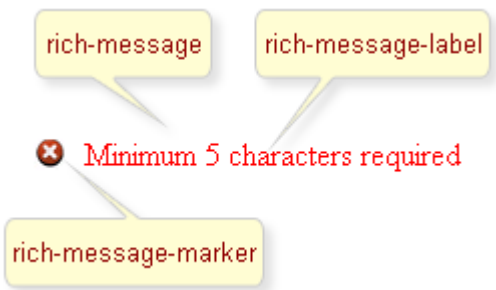 rich-message
rich-message-label
Minimum 5 characters required
rich-message-marker